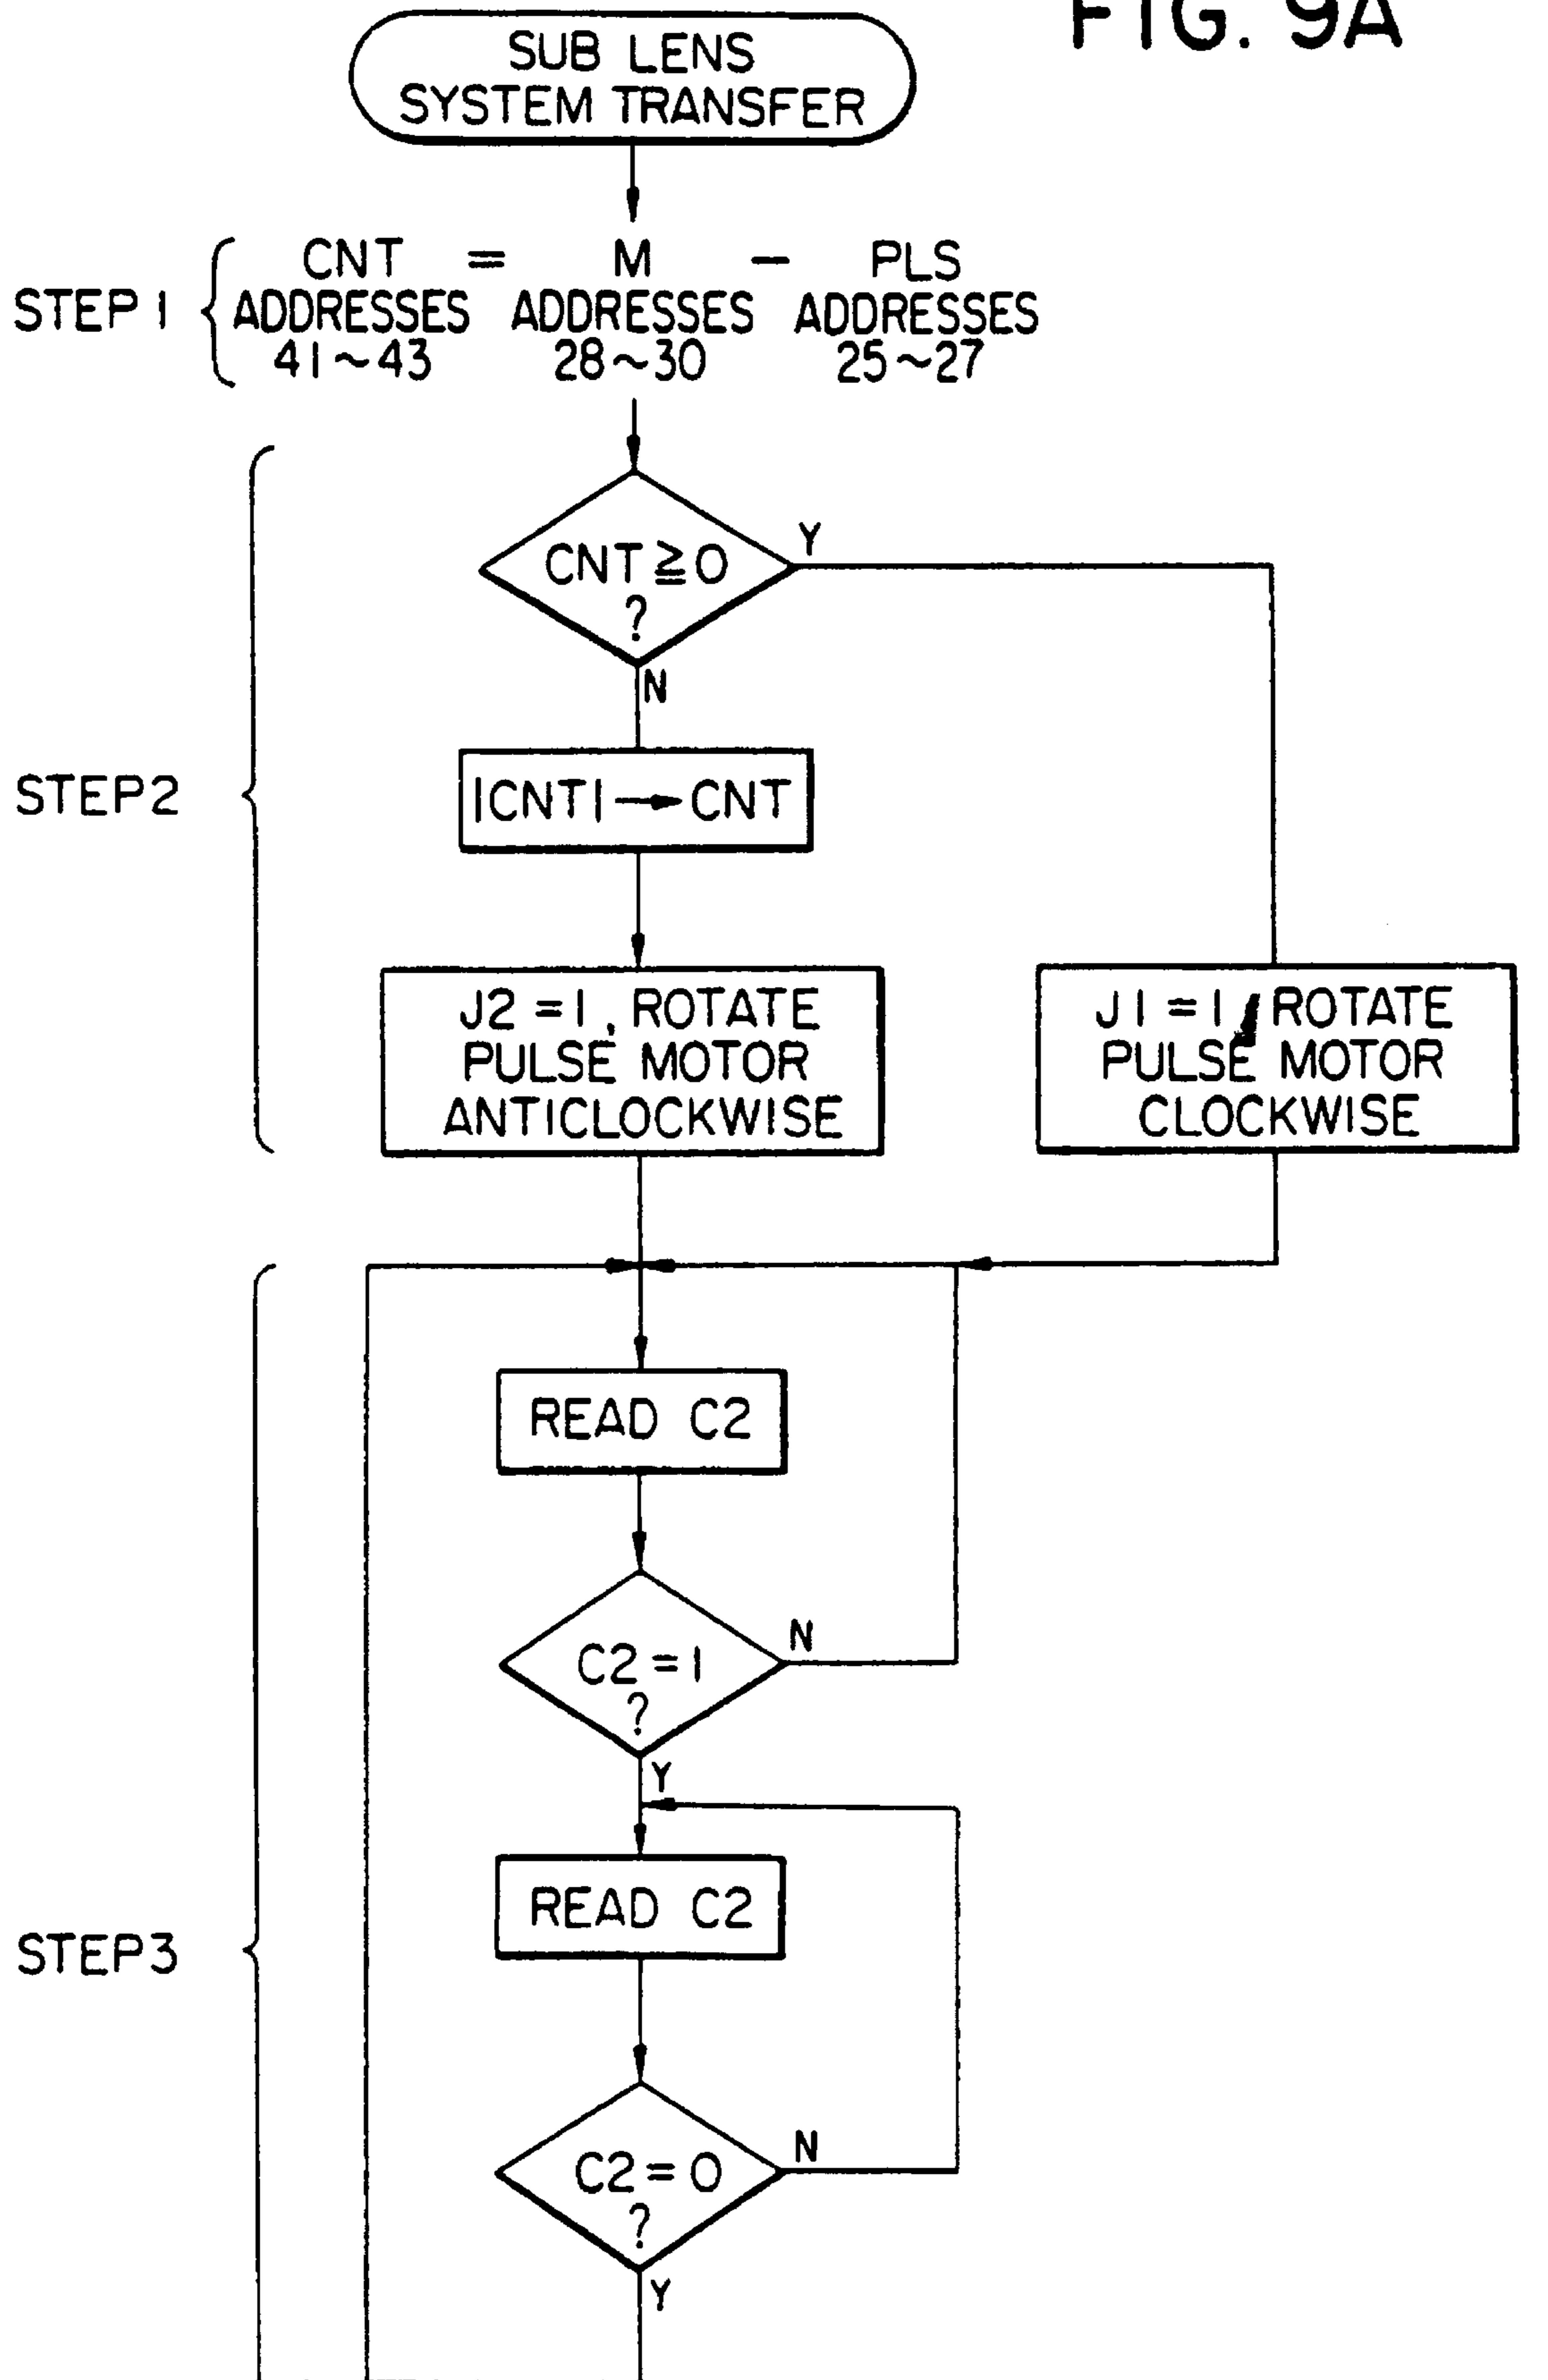 FIG. 9A
SUB LENS
SYSTEM TRANSFER
STEP 1
CNT = M - PLS
ADDRESSES ADDRESSES ADDRESSES
41~43 28~30 25~27
STEP2
CNT≧0
?
Y
N
|CNT|→CNT
J2=1, ROTATE
PULSE MOTOR
ANTICLOCKWISE
J1=1, ROTATE
PULSE MOTOR
CLOCKWISE
STEP3
READ C2
C2=1
?
N
Y
READ C2
C2=0
?
N
Y